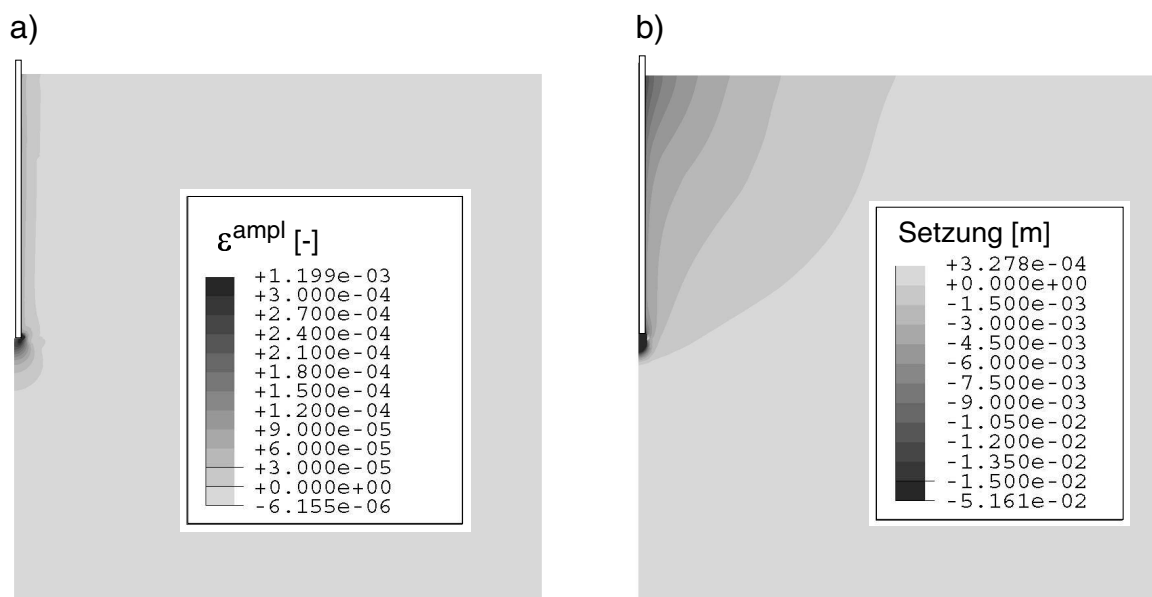 a)
ε^ampl [-]
+1.199e-03
+3.000e-04
+2.700e-04
+2.400e-04
+2.100e-04
+1.800e-04
+1.500e-04
+1.200e-04
+9.000e-05
+6.000e-05
+3.000e-05
+0.000e+00
-6.155e-06
b)
Setzung [m]
+3.278e-04
+0.000e+00
-1.500e-03
-3.000e-03
-4.500e-03
-6.000e-03
-7.500e-03
-9.000e-03
-1.050e-02
-1.200e-02
-1.350e-02
-1.500e-02
-5.161e-02